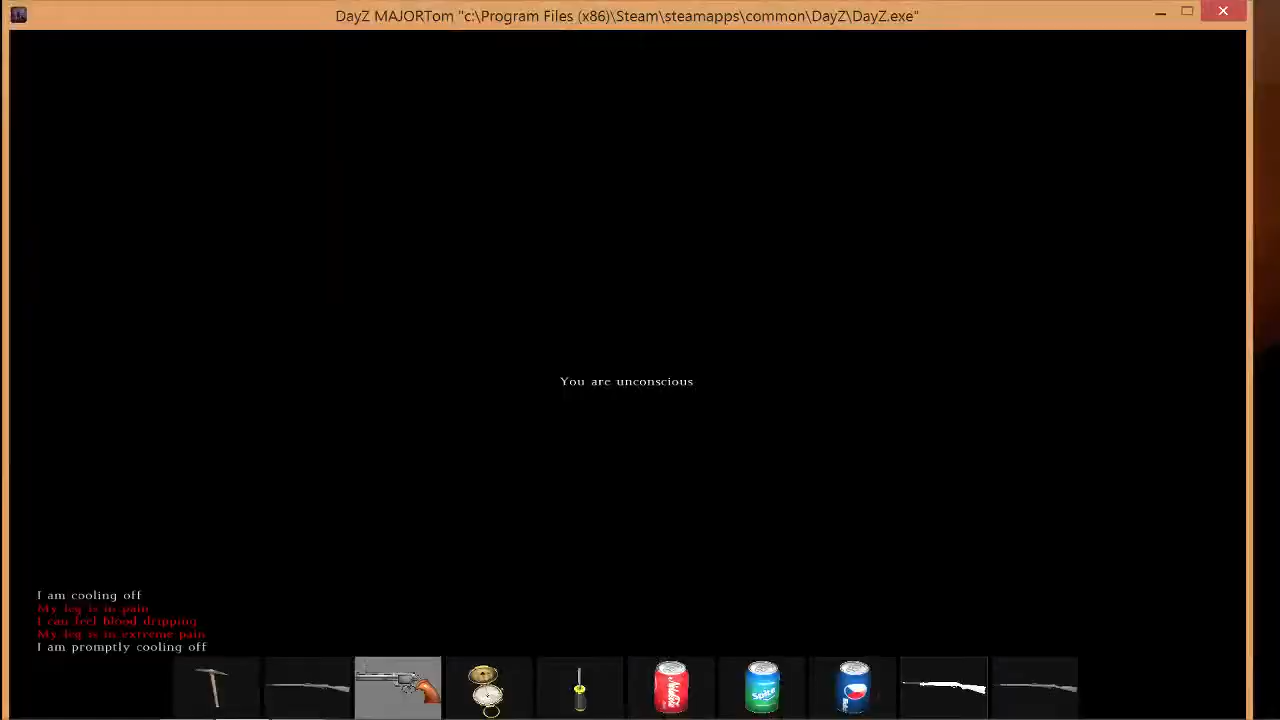 DayZ MAJORTom "c:\Program Files (x86)\Steam\steamapps\common\DayZ\DayZ.exe"
You are unconscious
I am cooling off
My leg is in pain
I can feel blood dripping
My leg is in extreme pain
I am promptly cooling off